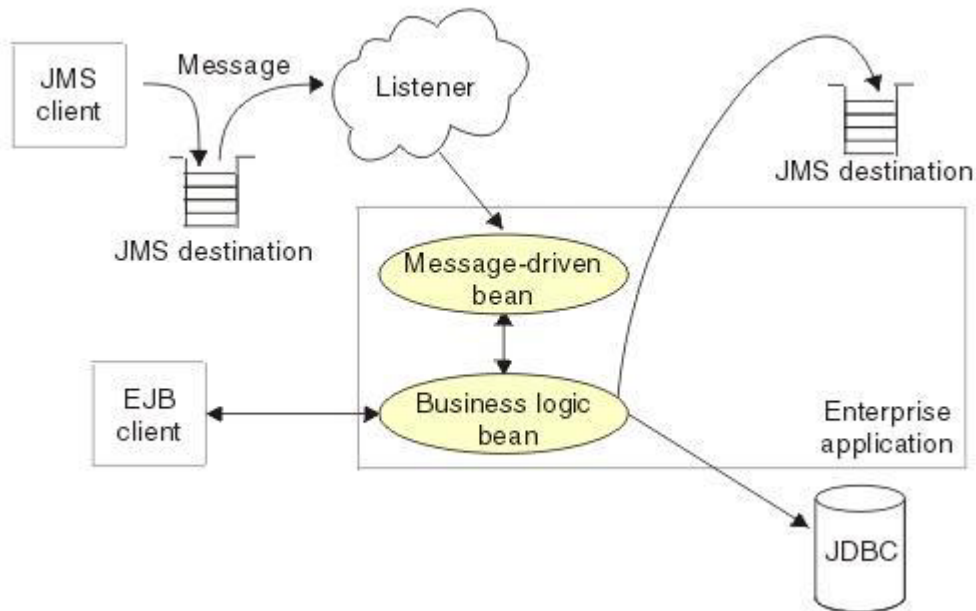 JMS
client
Message
Listener
JMS destination
JMS destination
Message-driven
bean
EJB
client
Business logic
bean
Enterprise
application
JDBC